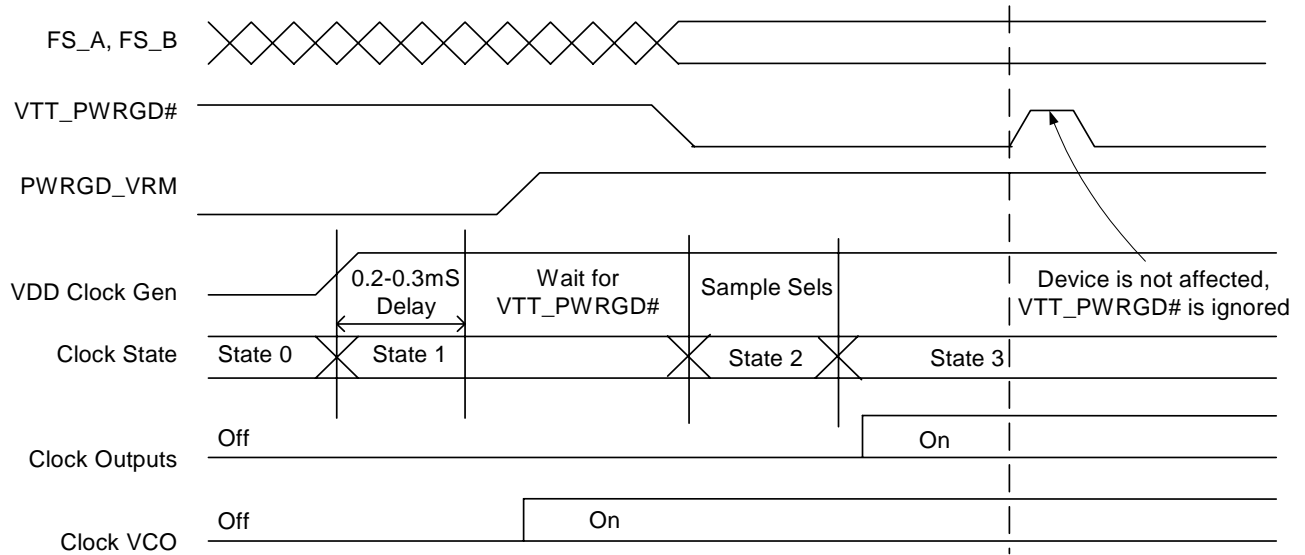 FS_A, FS_B
VTT_PWRGD#
PWRGD_VRM
VDD Clock Gen
0.2-0.3mS
Delay
Wait for
VTT_PWRGD#
Sample Sels
Device is not affected,
VTT_PWRGD# is ignored
Clock State
State 0
State 1
State 2
State 3
Clock Outputs
Off
On
Clock VCO
Off
On